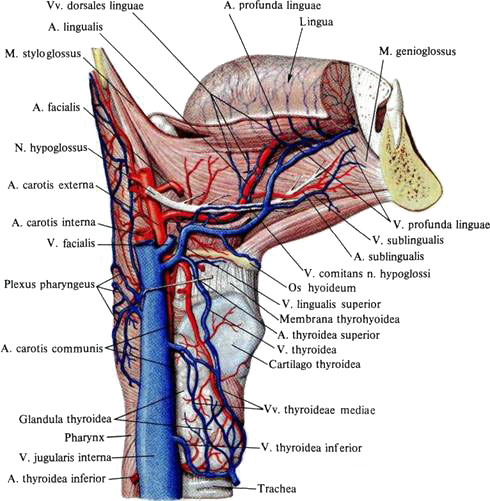 Vv. dorsales linguae
A. lingualis
M. styloglossus
A. facialis
N. hypoglossus
A. carotis externa
A. carotis interna
V. facialis
Plexus pharyngeus
A. carotis communis
Glandula thyroidea
Pharynx
V. jugularis interna
A. thyroidea inferior
A. profunda linguae
Lingua
M. genioglossus
V. profunda linguae
V. sublingualis
A. sublingualis
V. comitans n. hypoglossi
Os hyoideum
V. lingualis superior
Membrana thyrohyoidea
A. thyroidea superior
V. thyroidea
Cartilago thyroidea
Vv. thyroideae mediae
V. thyroidea inferior
Trachea